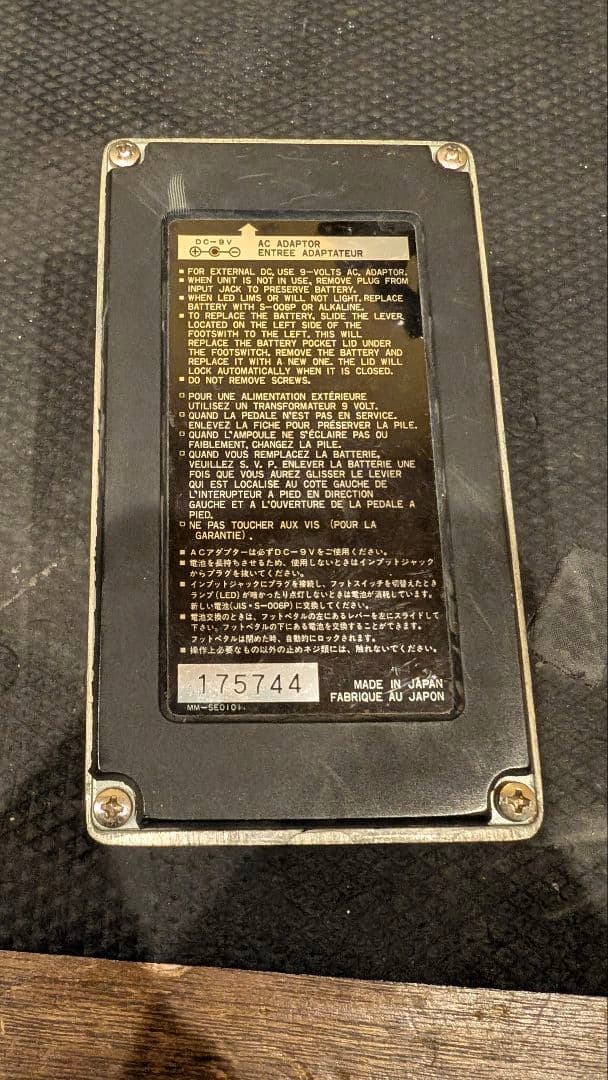 DC-9V
AC ADAPTOR
ENTREE ADAPTATEUR
■ FOR EXTERNAL DC, USE 9-VOLTS AC. ADAPTOR.
■ WHEN UNIT IS NOT IN USE, REMOVE PLUG FROM
INPUT JACK TO PRESERVE BATTERY.
■ WHEN LED LIMS OR WILL NOT LIGHT, REPLACE
BATTERY WITH S-006P OR ALKALINE.
■ TO REPLACE THE BATTERY, SLIDE THE LEVER
LOCATED ON THE LEFT SIDE OF THE
FOOTSWITH TO THE LEFT. THIS WILL
REPLACE THE BATTERY POCKET LID UNDER
THE FOOTSWITCH. REMOVE THE BATTERY AND
REPLACE IT WITH A NEW ONE. THE LID WILL
LOCK AUTOMATICALLY WHEN IT IS CLOSED.
■ DO NOT REMOVE SCREWS.
□ POUR UNE ALIMENTATION EXTÉRIEURE
UTILISEZ UN TRANSFORMATEUR 9 VOLT.
□ QUAND LA PEDALE N'EST PAS EN SERVICE.
ENLEVEZ LA FICHE POUR PRÉSERVER LA PILE.
□ QUAND L'AMPOULE NE S'ÉCLAIRE PAS OU
FAIBLEMENT, CHANGEZ LA PILE.
□ QUAND VOUS REMPLACEZ LA BATTERIE,
VEUILLEZ S. V. P. ENLEVER LA BATTERIE UNE
FOIS QUE VOUS AUREZ GLISSER LE LEVIER
QUI EST LOCALISE AU COTE GAUCHE DE
L'INTERUPTEUR A PIED EN DIRECTION
GAUCHE ET A L'OUVERTURE DE LA PEDALE A
PIED.
□ NE PAS TOUCHER AUX VIS (POUR LA
GARANTIE).
■ ACアダプターは必ずDC-9Vをご使用ください。
■ 電池を長持ちさせるため、使用しないときはインプットジャック
からプラグを抜いてください。
■ インプットジャックにプラグを接続し、フットスイッチを切替えたとき
ランプ(LED)が暗かったり点灯しないときは電池が消耗しています。
新しい電池(JIS・S-006P)に交換してください。
■ 電池交換のときは、フットペタルの左にあるレバーを左にスライドして
下さい。フットペタルの下にある電池を交換することができます。
フットペタルは閉めた時、自動的にロックされます。
■ 操作上必要なもの以外の止めネジ類には、触れないでください。
175744
MADE IN JAPAN
FABRIQUE AU JAPON
MM-SE0101